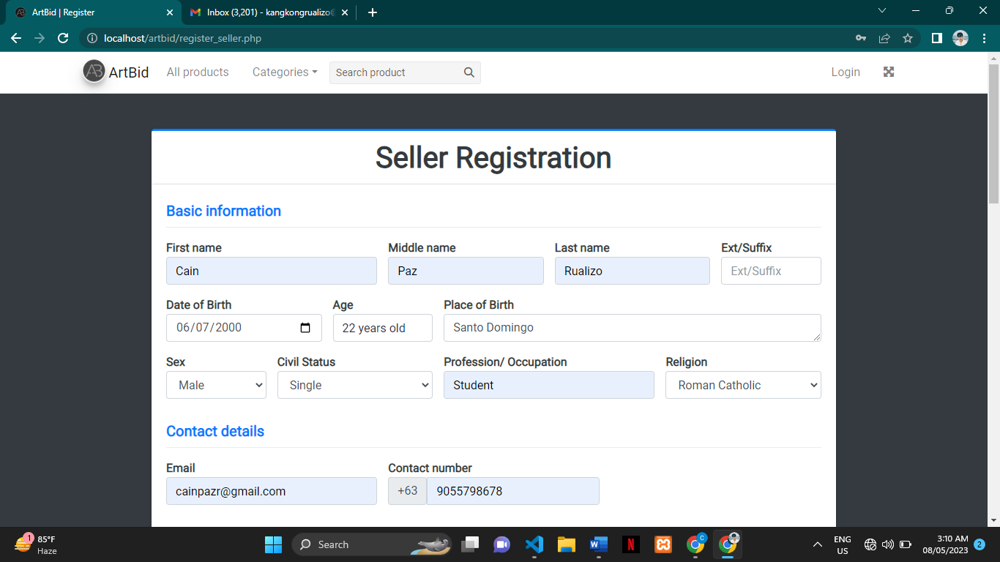 ArtBid | Register
Inbox (3,201) - kangkongrualizo@
localhost/artbid/register_seller.php
AB ArtBid All products Categories Search product Login
Seller Registration
Basic information
First name Middle name Last name Ext/Suffix
Cain Paz Rualizo Ext/Suffix
Date of Birth Age Place of Birth
06/07/2000 22 years old Santo Domingo
Sex Civil Status Profession/ Occupation Religion
Male Single Student Roman Catholic
Contact details
Email Contact number
cainpazr@gmail.com +63 9055798678
1 85°F
Haze
Search
W N C
ENG
US
3:10 AM
08/05/2023
2